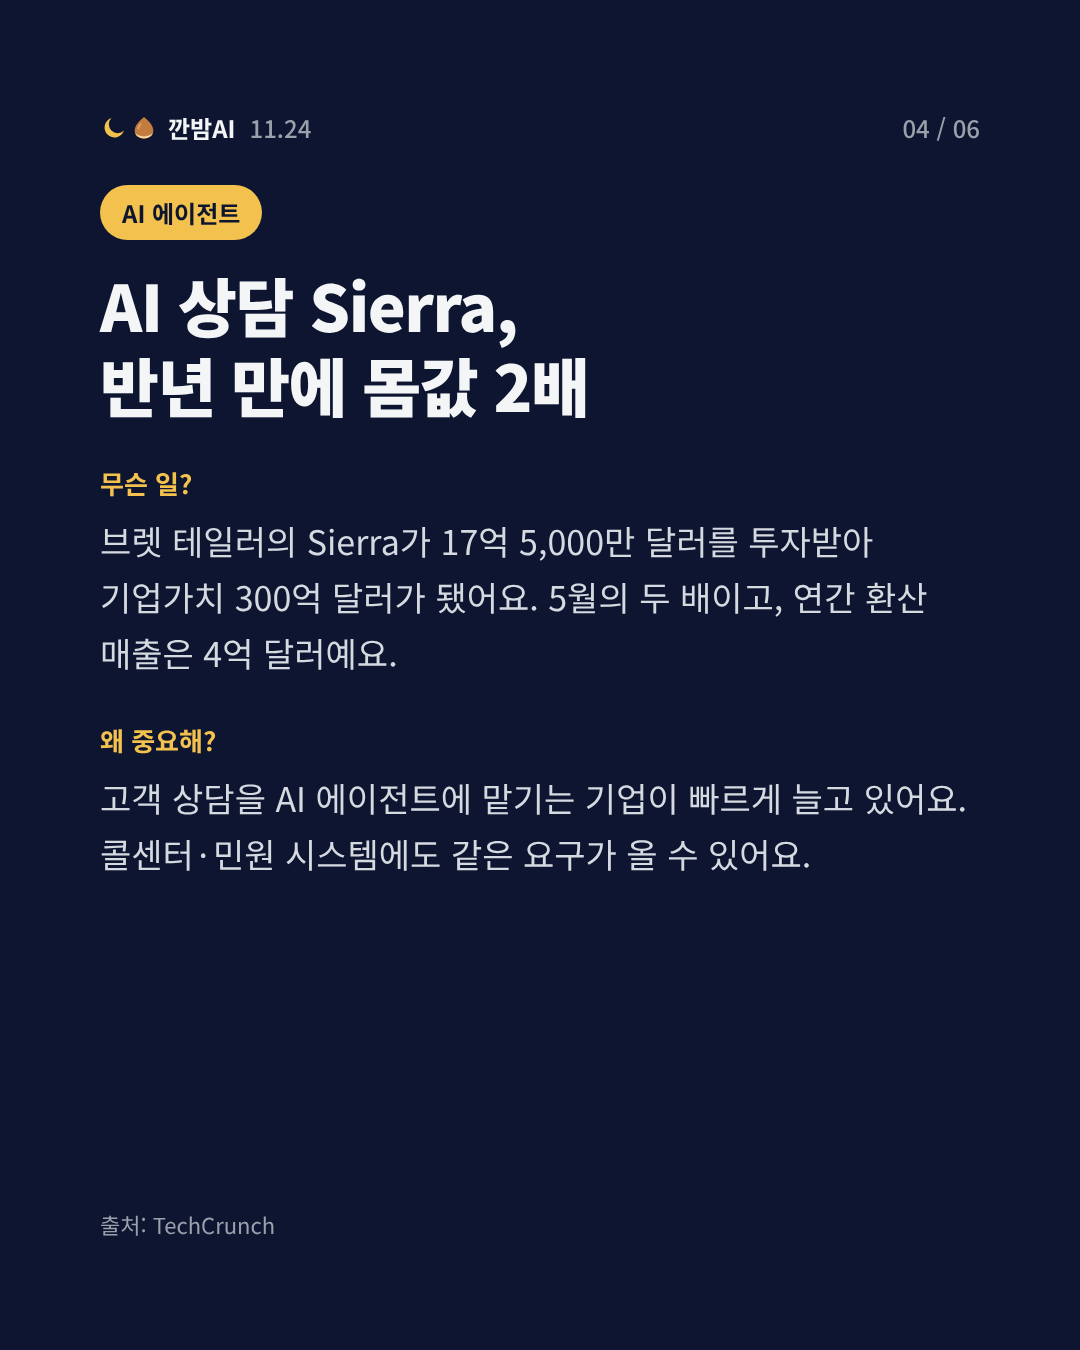 깐밤AI 11.24
04 / 06
AI 에이전트
AI 상담 Sierra,
반년 만에 몸값 2배
무슨 일?
브렛 테일러의 Sierra가 17억 5,000만 달러를 투자받아
기업가치 300억 달러가 됐어요. 5월의 두 배이고, 연간 환산
매출은 4억 달러예요.
왜 중요해?
고객 상담을 AI 에이전트에 맡기는 기업이 빠르게 늘고 있어요.
콜센터·민원 시스템에도 같은 요구가 올 수 있어요.
출처: TechCrunch